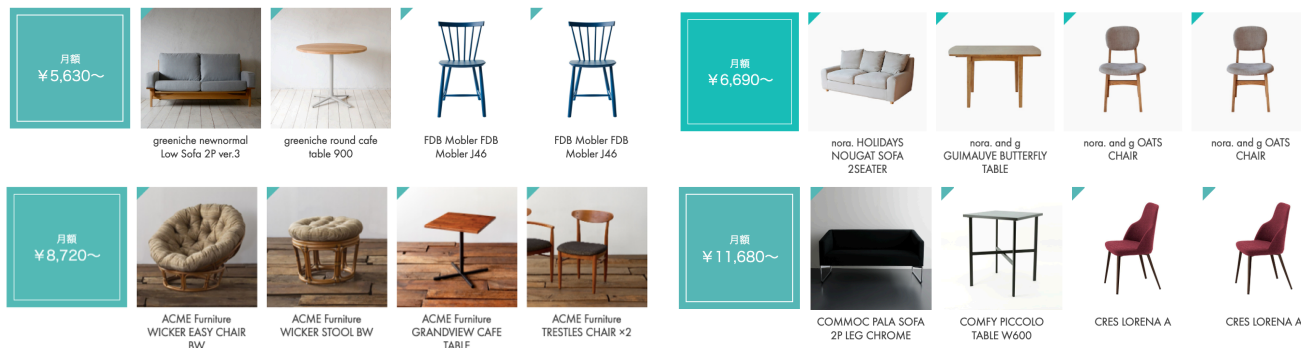 月額
¥5,630〜
greeniche newnormal
Low Sofa 2P ver.3
greeniche round cafe
table 900
FDB Mobler FDB
Mobler J46
FDB Mobler FDB
Mobler J46
月額
¥6,690〜
nora. HOLIDAYS
NOUGAT SOFA
2SEATER
nora. and g
GUIMAUVE BUTTERFLY
TABLE
nora. and g OATS
CHAIR
nora. and g OATS
CHAIR
月額
¥8,720〜
ACME Furniture
WICKER EASY CHAIR
BW
ACME Furniture
WICKER STOOL BW
ACME Furniture
GRANDVIEW CAFE
TABLE
ACME Furniture
TRESTLES CHAIR ×2
月額
¥11,680〜
COMMOC PALA SOFA
2P LEG CHROME
COMFY PICCOLO
TABLE W600
CRES LORENA A
CRES LORENA A